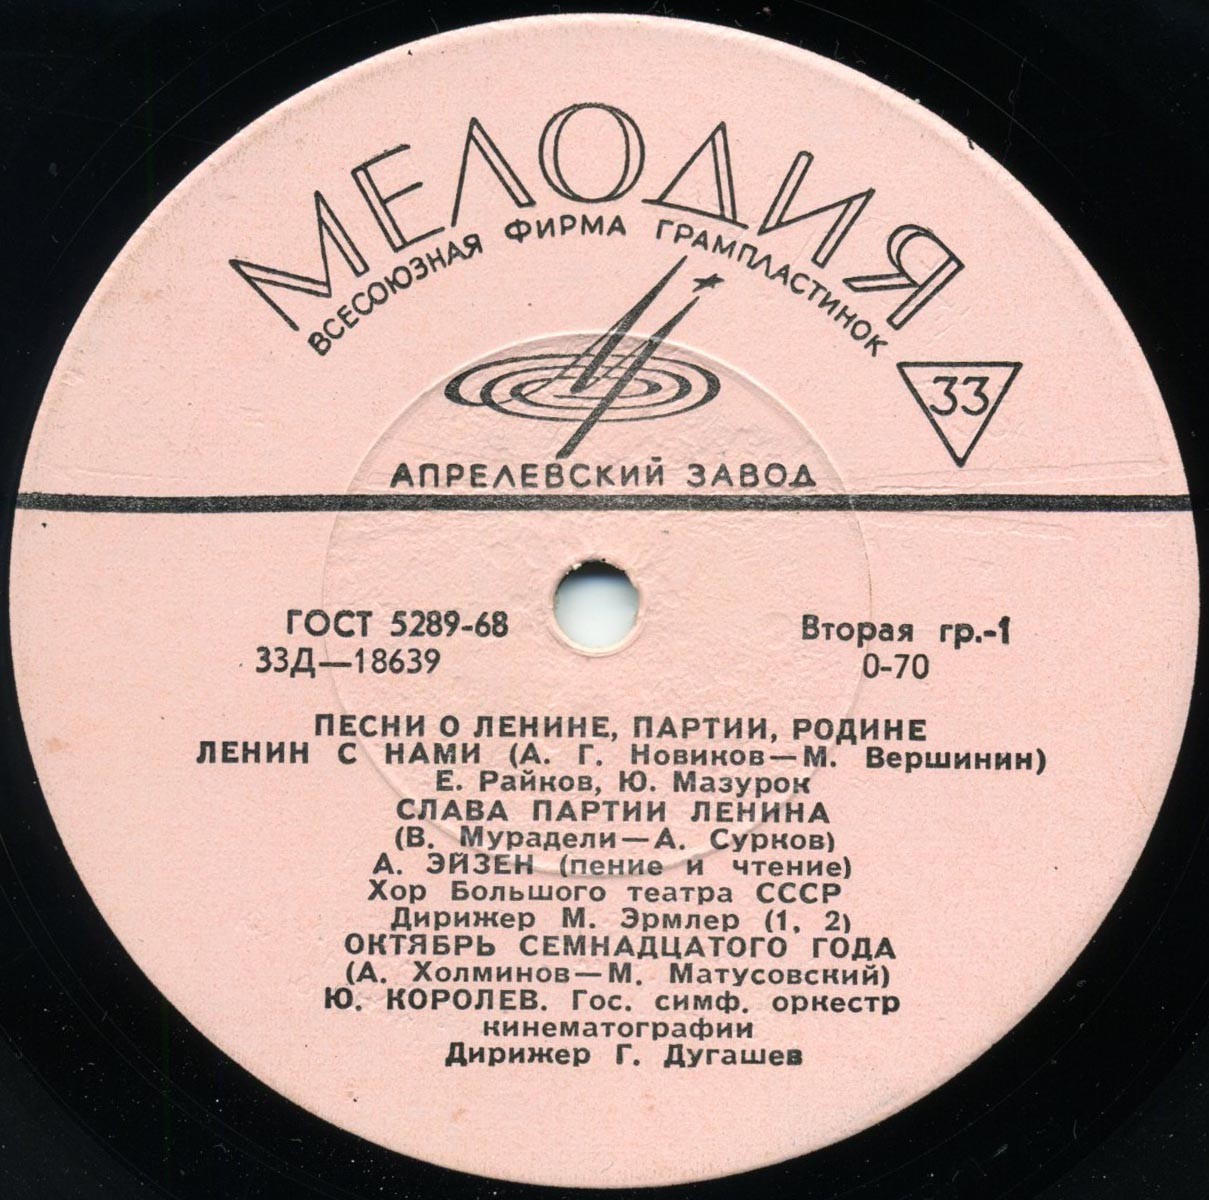 МЕЛОДИЯ
ВСЕСОЮЗНАЯ ФИРМА ГРАМПЛАСТИНОК
33
АПРЕЛЕВСКИЙ ЗАВОД
ГОСТ 5289-68 Вторая гр.-1
33Д—18639 0-70
ПЕСНИ О ЛЕНИНЕ, ПАРТИИ, РОДИНЕ
ЛЕНИН С НАМИ (А. Г. Новиков—М. Вершинин)
Е. Райков, Ю. Мазурок
СЛАВА ПАРТИИ ЛЕНИНА
(В. Мурадели—А. Сурков)
А. ЭЙЗЕН (пение и чтение)
Хор Большого театра СССР
Дирижер М. Эрмлер (1, 2)
ОКТЯБРЬ СЕМНАДЦАТОГО ГОДА
(А. Холминов—М. Матусовский)
Ю. КОРОЛЕВ. Гос. симф. оркестр
кинематографии
Дирижер Г. Дугашев